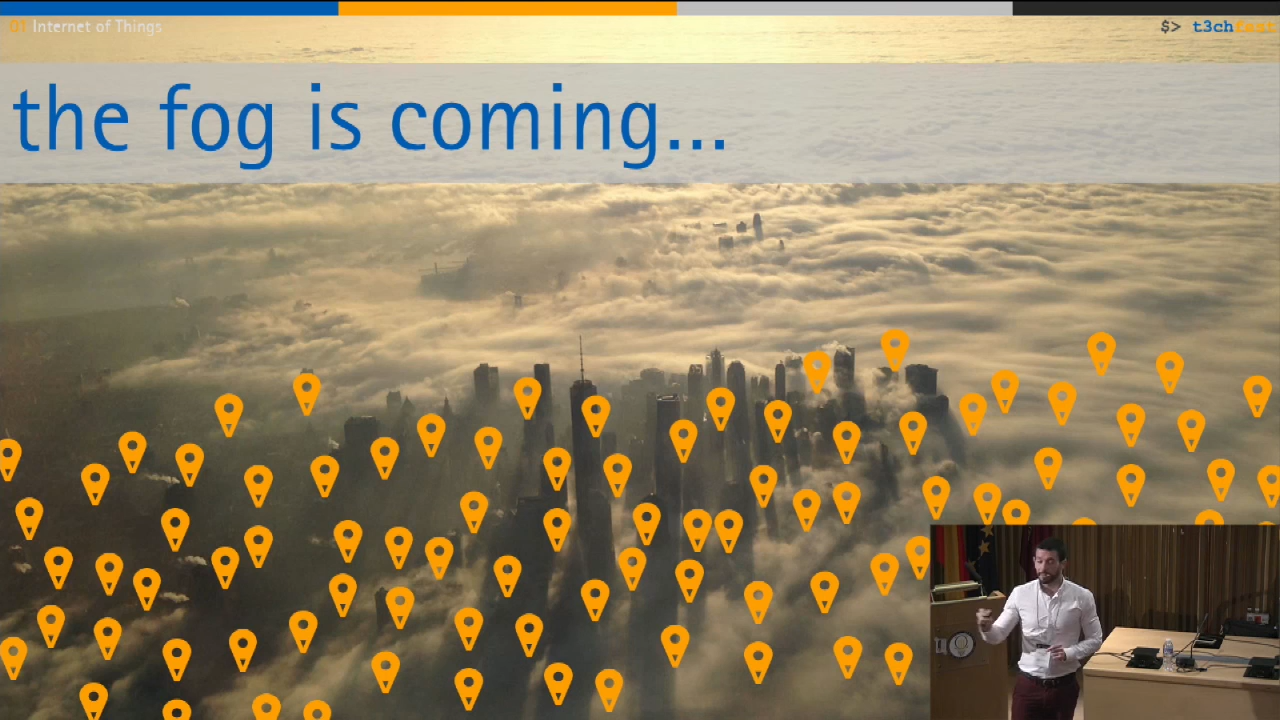 01 Internet of Things
$> t3chfest
the fog is coming...